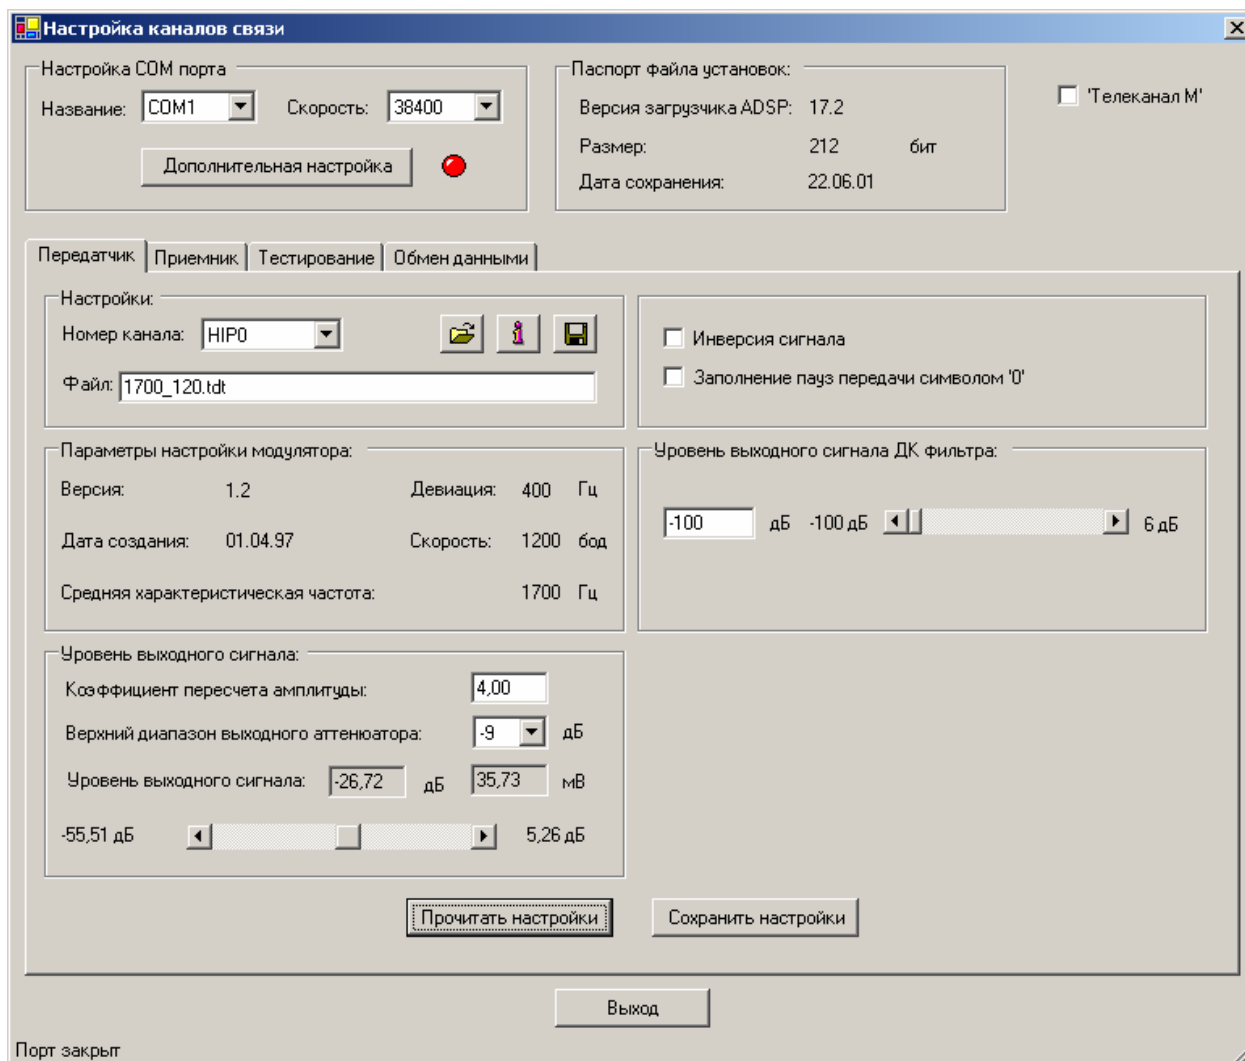 Настройка каналов связи
Настройка COM порта
Название: COM1 Скорость: 38400
Дополнительная настройка
Паспорт файла установок:
Версия загрузчика ADSP: 17.2
Размер: 212 бит
Дата сохранения: 22.06.01
'Телеканал М'
Передатчик Приемник Тестирование Обмен данными
Настройки:
Номер канала: HIP0
Файл: 1700_120.tdt
Инверсия сигнала
Заполнение пауз передачи символом '0'
Параметры настройки модулятора:
Версия: 1.2 Девиация: 400 Гц
Дата создания: 01.04.97 Скорость: 1200 бод
Средняя характеристическая частота: 1700 Гц
Уровень выходного сигнала ДК фильтра:
-100 дБ -100 дБ 6 дБ
Уровень выходного сигнала:
Коэффициент пересчета амплитуды: 4,00
Верхний диапазон выходного аттенюатора: -9 дБ
Уровень выходного сигнала: -26,72 дБ 35,73 мВ
-55,51 дБ 5,26 дБ
Прочитать настройки Сохранить настройки
Выход
Порт закрыт